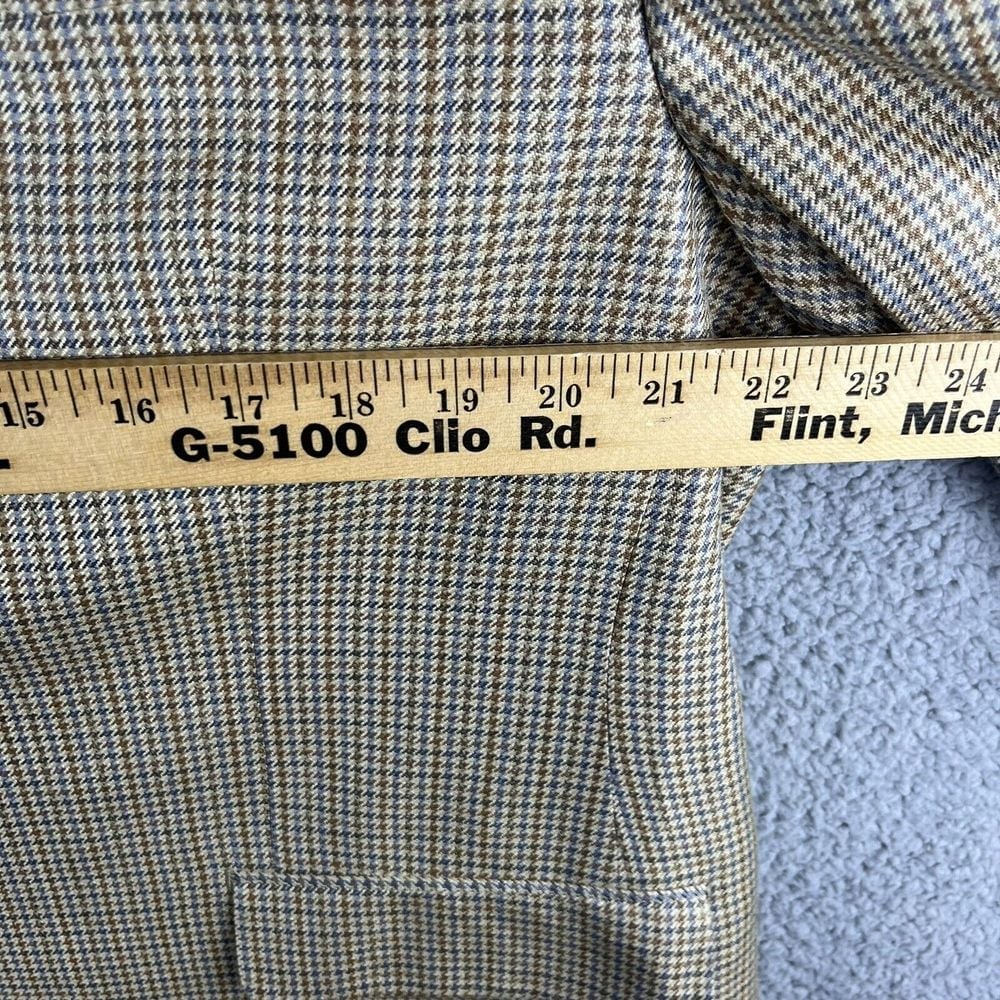 15 16 17 18 19 20 21 22 23 24
. G-5100 Clio Rd. Flint, Mich